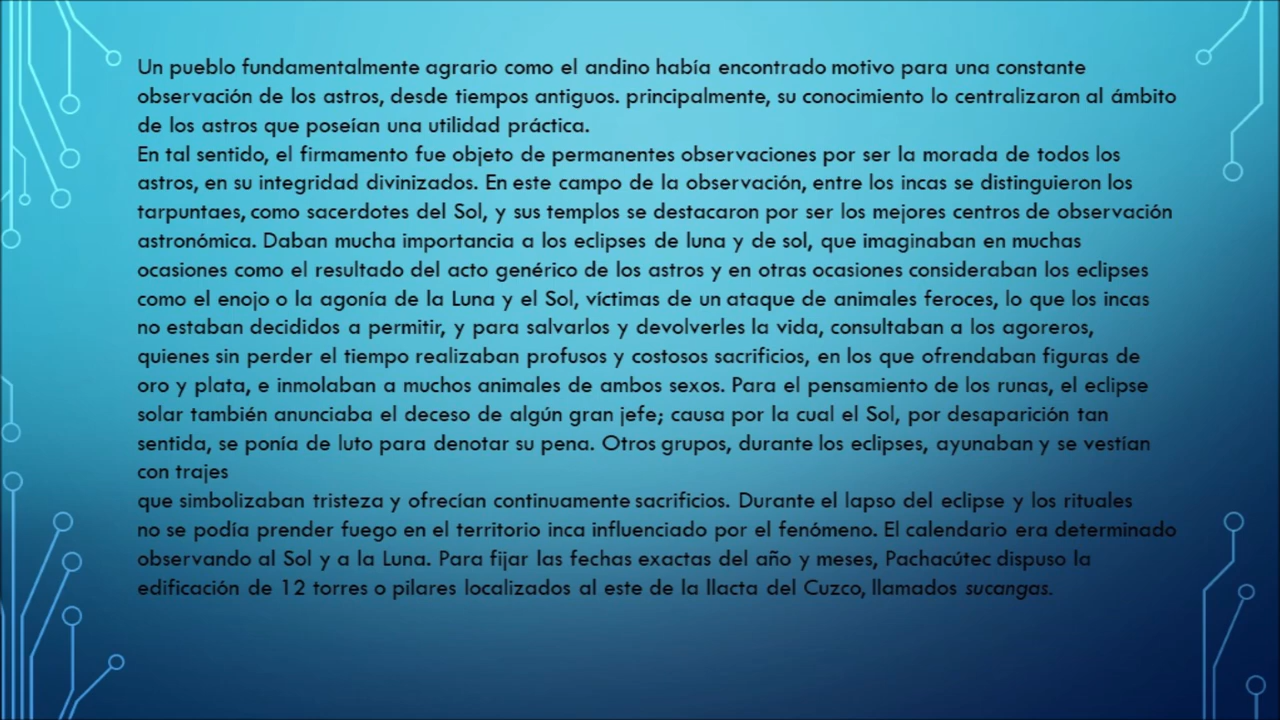 Un pueblo fundamentalmente agrario como el andino había encontrado motivo para una constante
observación de los astros, desde tiempos antiguos. principalmente, su conocimiento lo centralizaron al ámbito
de los astros que poseían una utilidad práctica.
En tal sentido, el firmamento fue objeto de permanentes observaciones por ser la morada de todos los
astros, en su integridad divinizados. En este campo de la observación, entre los incas se distinguieron los
tarpuntaes, como sacerdotes del Sol, y sus templos se destacaron por ser los mejores centros de observación
astronómica. Daban mucha importancia a los eclipses de luna y de sol, que imaginaban en muchas
ocasiones como el resultado del acto genérico de los astros y en otras ocasiones consideraban los eclipses
como el enojo o la agonía de la Luna y el Sol, víctimas de un ataque de animales feroces, lo que los incas
no estaban decididos a permitir, y para salvarlos y devolverles la vida, consultaban a los agoreros,
quienes sin perder el tiempo realizaban profusos y costosos sacrificios, en los que ofrendaban figuras de
oro y plata, e inmolaban a muchos animales de ambos sexos. Para el pensamiento de los runas, el eclipse
solar también anunciaba el deceso de algún gran jefe; causa por la cual el Sol, por desaparición tan
sentida, se ponía de luto para denotar su pena. Otros grupos, durante los eclipses, ayunaban y se vestían
con trajes
que simbolizaban tristeza y ofrecían continuamente sacrificios. Durante el lapso del eclipse y los rituales
no se podía prender fuego en el territorio inca influenciado por el fenómeno. El calendario era determinado
observando al Sol y a la Luna. Para fijar las fechas exactas del año y meses, Pachacútec dispuso la
edificación de 12 torres o pilares localizados al este de la llacta del Cuzco, llamados sucangas.